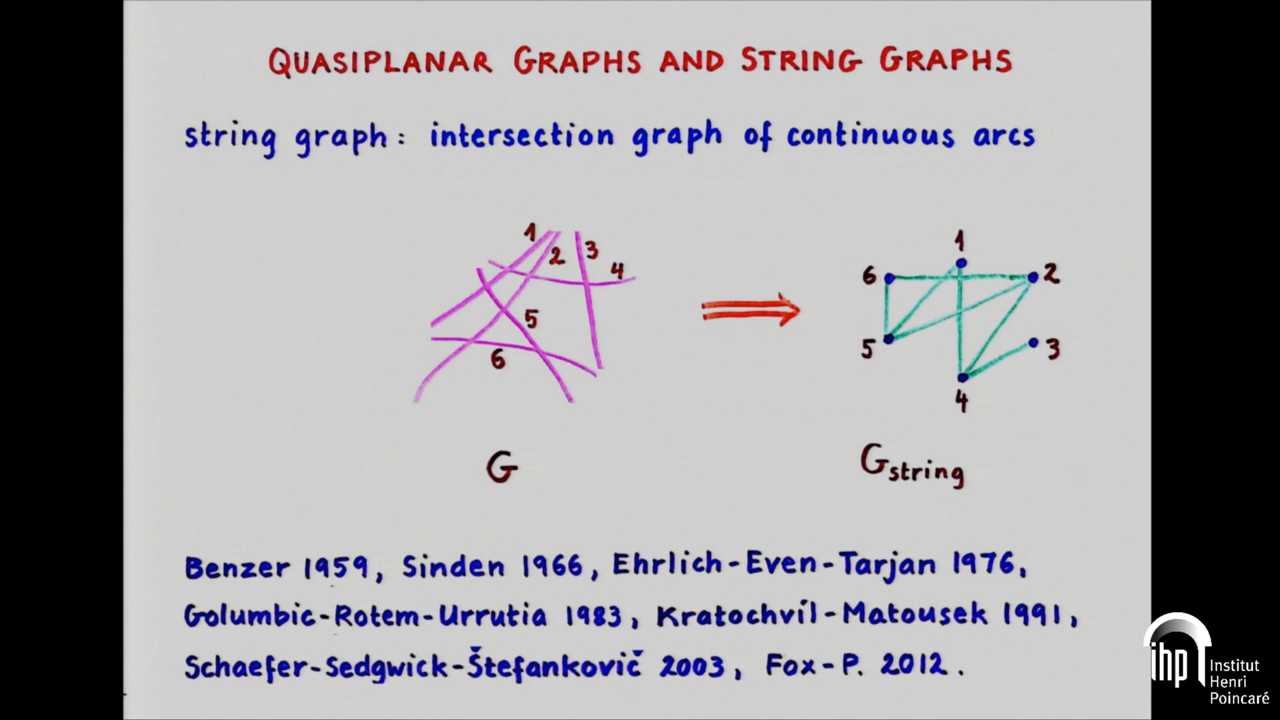 QUASIPLANAR GRAPHS AND STRING GRAPHS
string graph: intersection graph of continuous arcs
1
2
3
4
5
6
G
1
6
2
5
3
4
Gstring
Benzer 1959, Sinden 1966, Ehrlich-Even-Tarjan 1976,
Golumbic-Rotem-Urrutia 1983, Kratochvíl-Matousek 1991,
Schaefer-Sedgwick-Štefankovič 2003, Fox-P. 2012.
ihp Institut
Henri
Poincaré